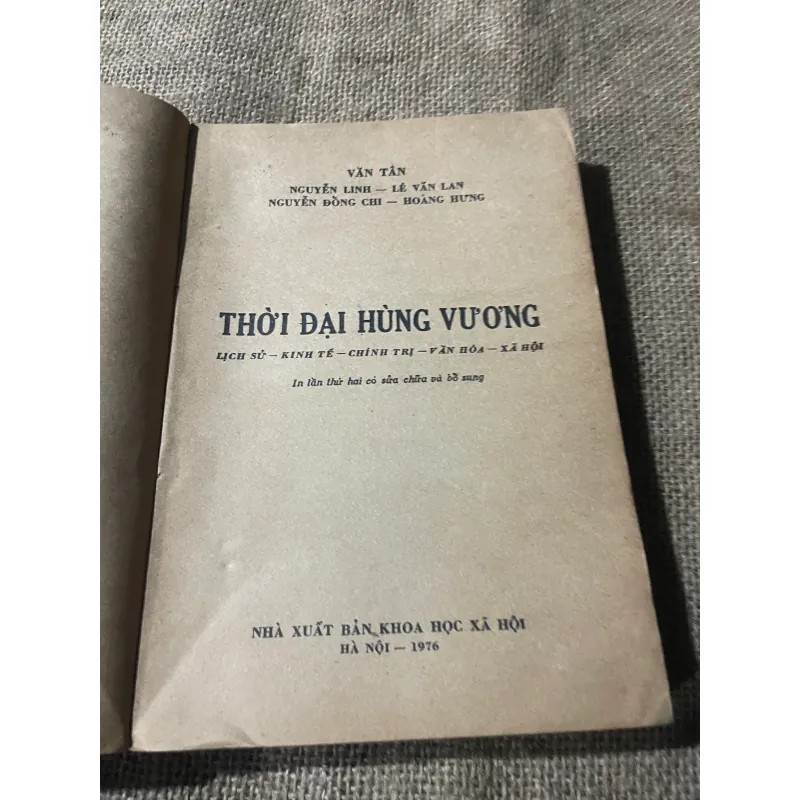 VĂN TÂN
NGUYỄN LINH — LÊ VĂN LAN
NGUYỄN ĐỒNG CHI — HOÀNG HƯNG
THỜI ĐẠI HÙNG VƯƠNG
LỊCH SỬ — KINH TẾ — CHÍNH TRỊ — VĂN HÓA — XÃ HỘI
In lần thứ hai có sửa chữa và bổ sung
NHÀ XUẤT BẢN KHOA HỌC XÃ HỘI
HÀ NỘI — 1976